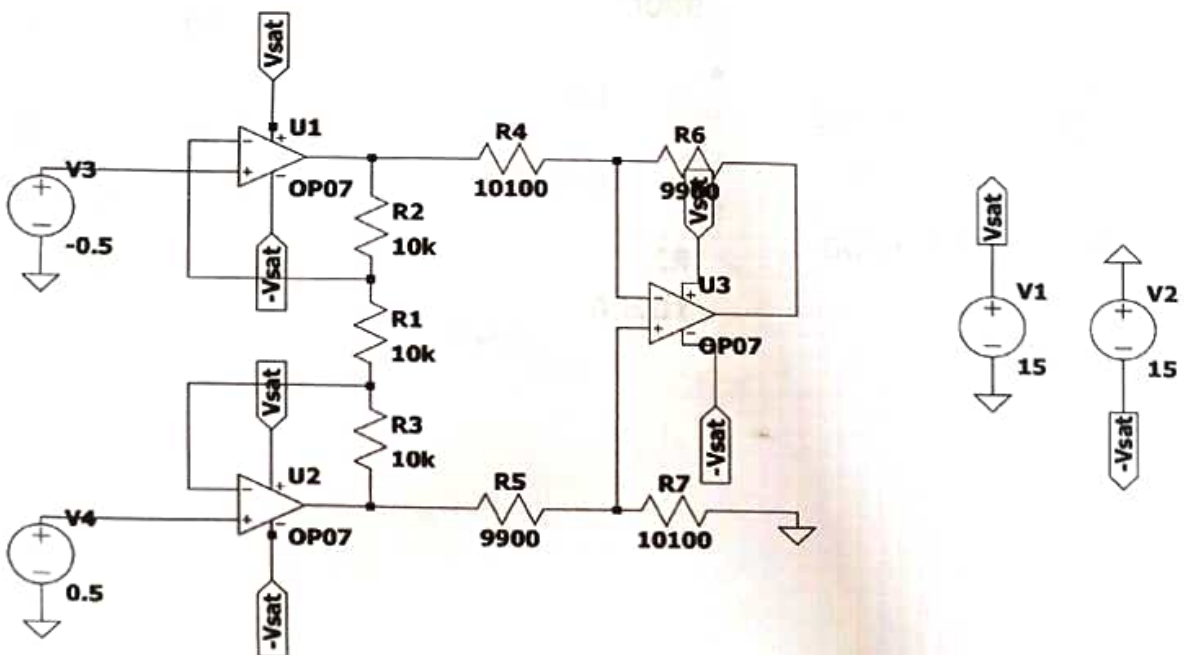 Vsat
U1
V3
OP07
-0.5
-Vsat
R2
10k
R1
10k
R4
10100
R6
9900
Vsat
U3
OP07
-Vsat
Vsat
R3
10k
U2
V4
OP07
0.5
-Vsat
R5
9900
R7
10100
Vsat
V1
15
V2
15
-Vsat